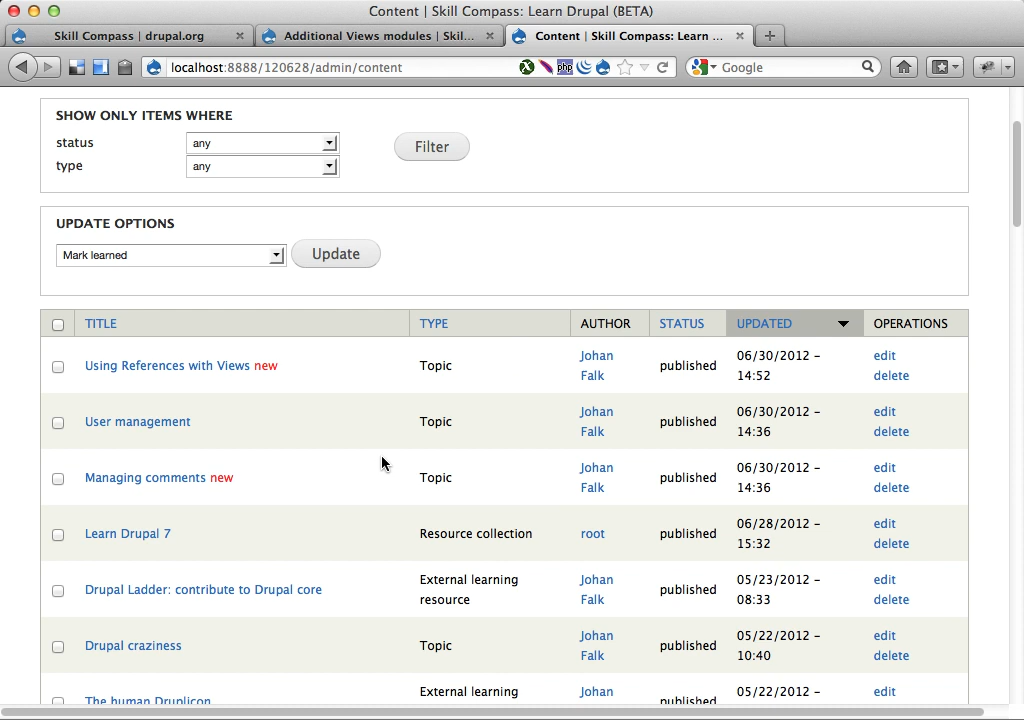 Content | Skill Compass: Learn Drupal (BETA)
Skill Compass | drupal.org
Additional Views modules | Skil...
Content | Skill Compass: Learn ...
localhost:8888/120628/admin/content
php
Google
SHOW ONLY ITEMS WHERE
status any
type any
Filter
UPDATE OPTIONS
Mark learned Update
TITLE TYPE AUTHOR STATUS UPDATED OPERATIONS
Using References with Views new Topic Johan Falk published 06/30/2012 – 14:52 edit delete
User management Topic Johan Falk published 06/30/2012 – 14:36 edit delete
Managing comments new Topic Johan Falk published 06/30/2012 – 14:36 edit delete
Learn Drupal 7 Resource collection root published 06/28/2012 – 15:32 edit delete
Drupal Ladder: contribute to Drupal core External learning resource Johan Falk published 05/23/2012 – 08:33 edit delete
Drupal craziness Topic Johan Falk published 05/22/2012 – 10:40 edit delete
The human Druplicon External learning Johan published 05/22/2012 – edit